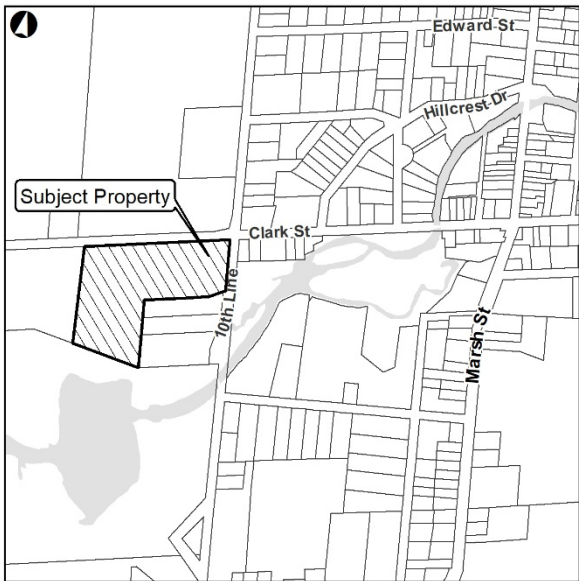 Edward St
Hillcrest Dr
Subject Property
Clark St
10th Line
Marsh St